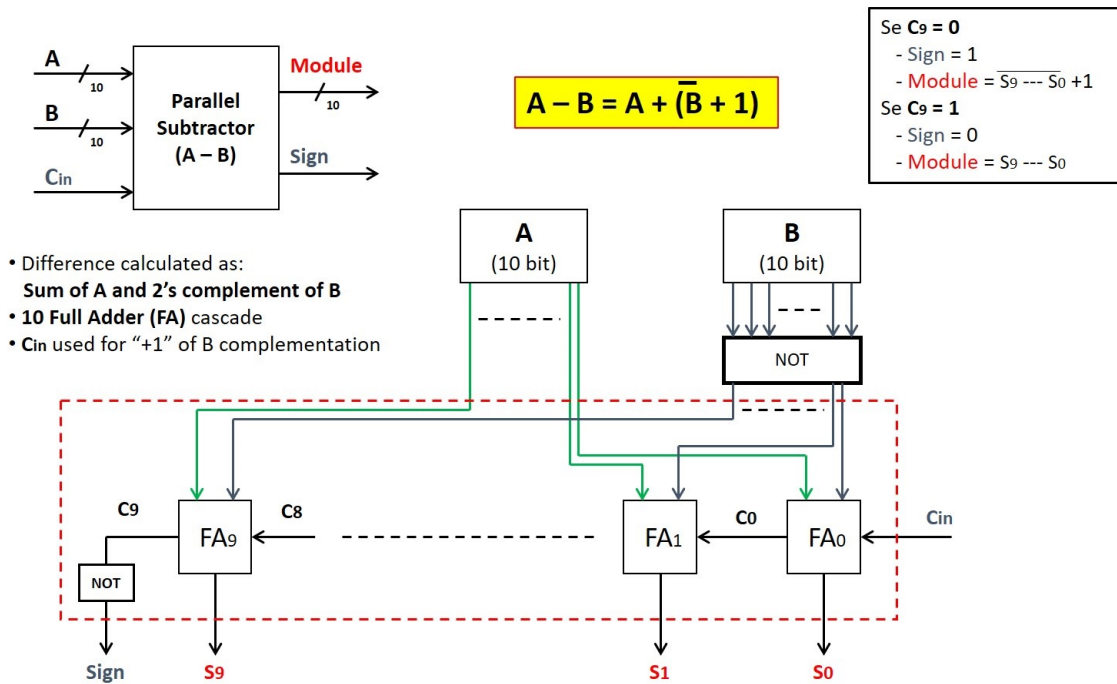 A
10
B
10
Cin
Parallel
Subtractor
(A – B)
Module
10
Sign
A – B = A + (B̅ + 1)
Se C9 = 0
- Sign = 1
- Module = S̅9̅ ̅-̅-̅-̅ ̅S̅0̅ +1
Se C9 = 1
- Sign = 0
- Module = S9 --- S0
• Difference calculated as:
Sum of A and 2's complement of B
• 10 Full Adder (FA) cascade
• Cin used for “+1” of B complementation
A
(10 bit)
B
(10 bit)
NOT
C9
FA9
C8
FA1
C0
FA0
Cin
NOT
Sign
S9
S1
S0